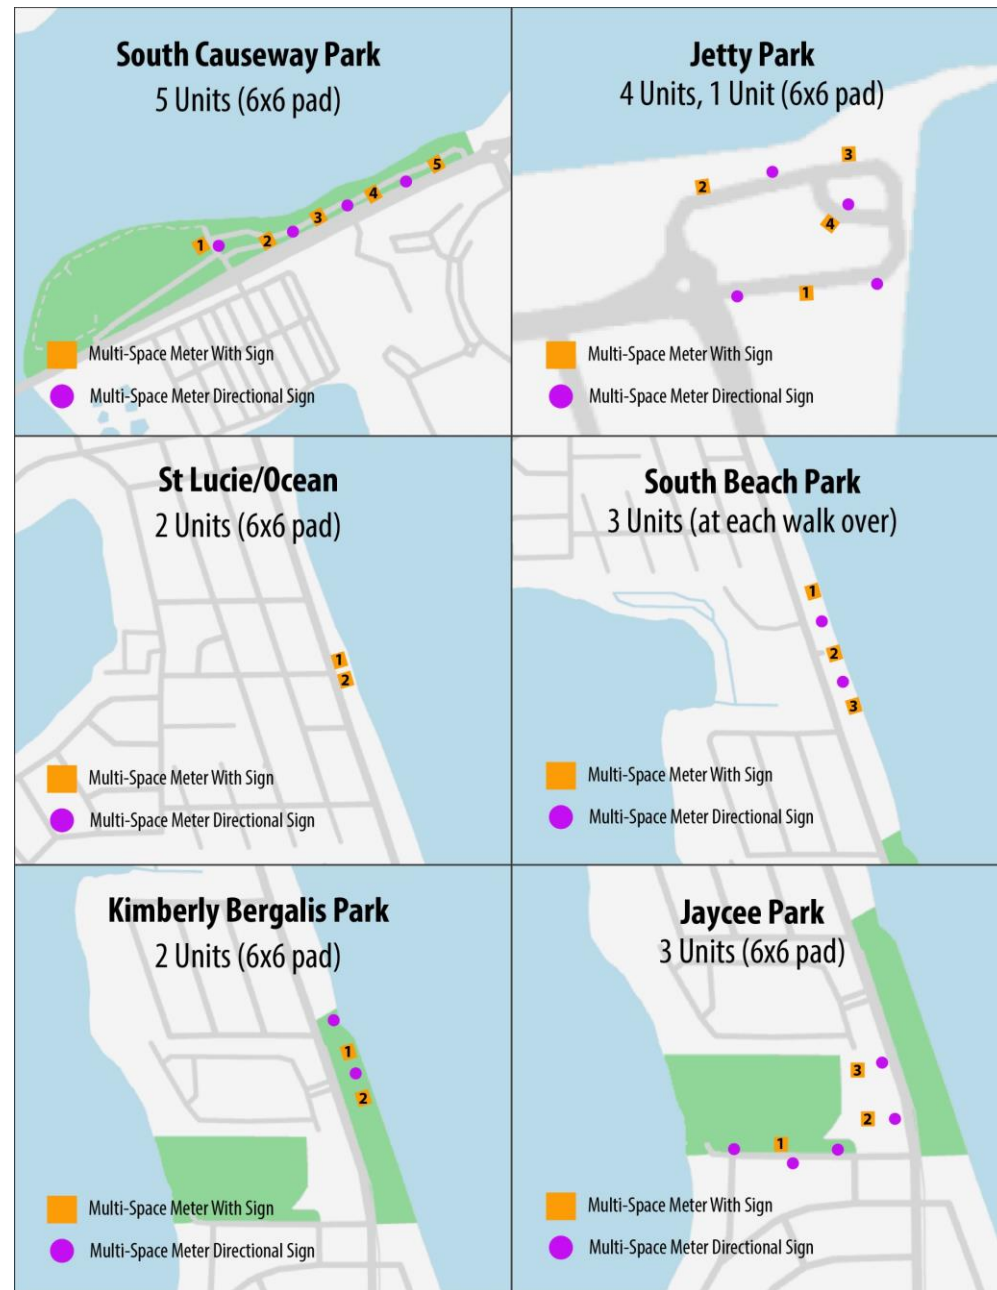 South Causeway Park
5 Units (6x6 pad)
5
4
3
2
1
Multi-Space Meter With Sign
Multi-Space Meter Directional Sign
Jetty Park
4 Units, 1 Unit (6x6 pad)
3
2
4
1
Multi-Space Meter With Sign
Multi-Space Meter Directional Sign
St Lucie/Ocean
2 Units (6x6 pad)
1
2
Multi-Space Meter With Sign
Multi-Space Meter Directional Sign
South Beach Park
3 Units (at each walk over)
1
2
3
Multi-Space Meter With Sign
Multi-Space Meter Directional Sign
Kimberly Bergalis Park
2 Units (6x6 pad)
1
2
Multi-Space Meter With Sign
Multi-Space Meter Directional Sign
Jaycee Park
3 Units (6x6 pad)
3
2
1
Multi-Space Meter With Sign
Multi-Space Meter Directional Sign